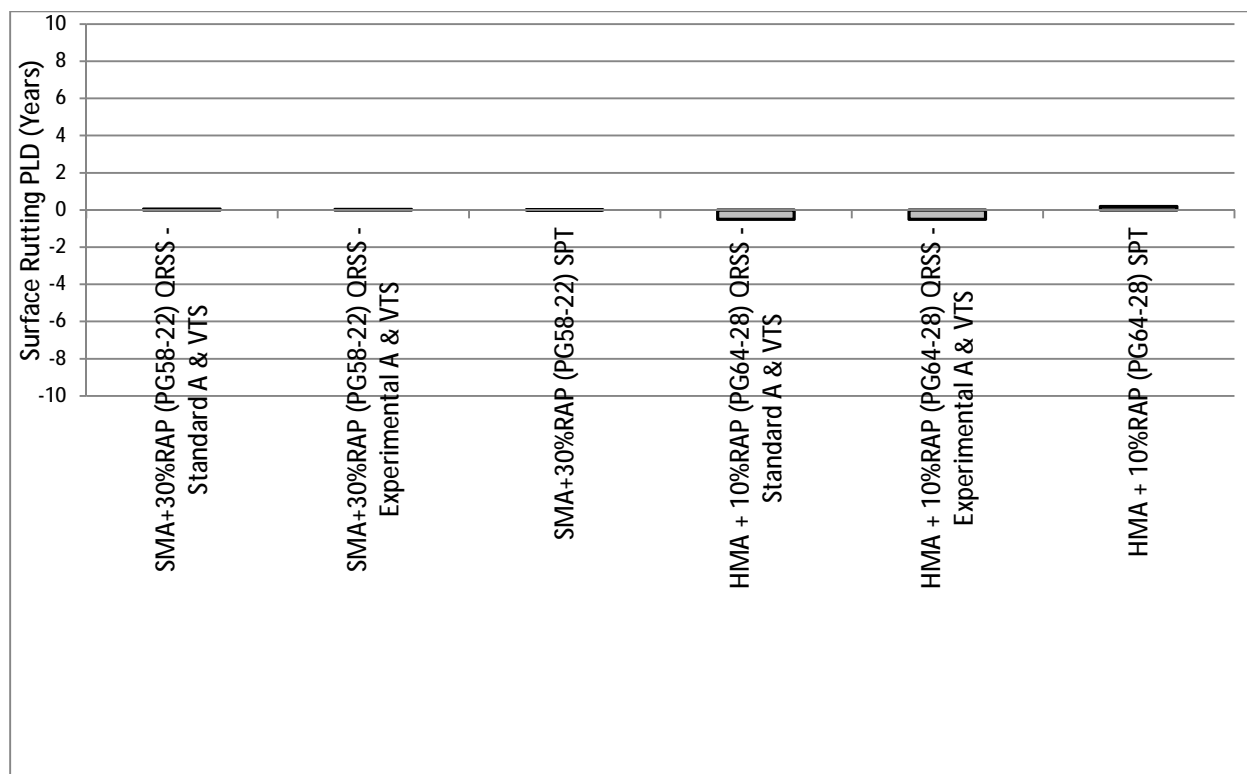 Surface Rutting PLD (Years)
10
8
6
4
2
0
-2
-4
-6
-8
-10
SMA+30%RAP (PG58-22) QRSS -
Standard A & VTS
SMA+30%RAP (PG58-22) QRSS -
Experimental A & VTS
SMA+30%RAP (PG58-22) SPT
HMA + 10%RAP (PG64-28) QRSS -
Standard A & VTS
HMA + 10%RAP (PG64-28) QRSS -
Experimental A & VTS
HMA + 10%RAP (PG64-28) SPT